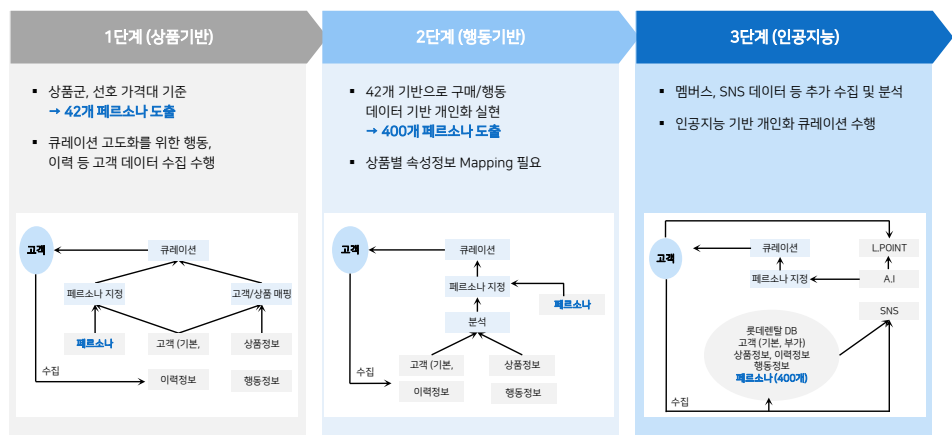 1단계 (상품기반)
▪ 상품군, 선호 가격대 기준
→ 42개 페르소나 도출
▪ 큐레이션 고도화를 위한 행동,
이력 등 고객 데이터 수집 수행
고객
큐레이션
페르소나 지정
고객/상품 매핑
페르소나
고객 (기본,
상품정보
수집
이력정보
행동정보
2단계 (행동기반)
▪ 42개 기반으로 구매/행동
데이터 기반 개인화 실현
→ 400개 페르소나 도출
▪ 상품별 속성정보 Mapping 필요
고객
큐레이션
페르소나 지정
페르소나
분석
고객 (기본,
상품정보
수집
이력정보
행동정보
3단계 (인공지능)
▪ 멤버스, SNS 데이터 등 추가 수집 및 분석
▪ 인공지능 기반 개인화 큐레이션 수행
고객
큐레이션
L.POINT
페르소나 지정
A.I
SNS
롯데렌탈 DB
고객 (기본, 부가)
상품정보, 이력정보
행동정보
페르소나 (400개)
수집